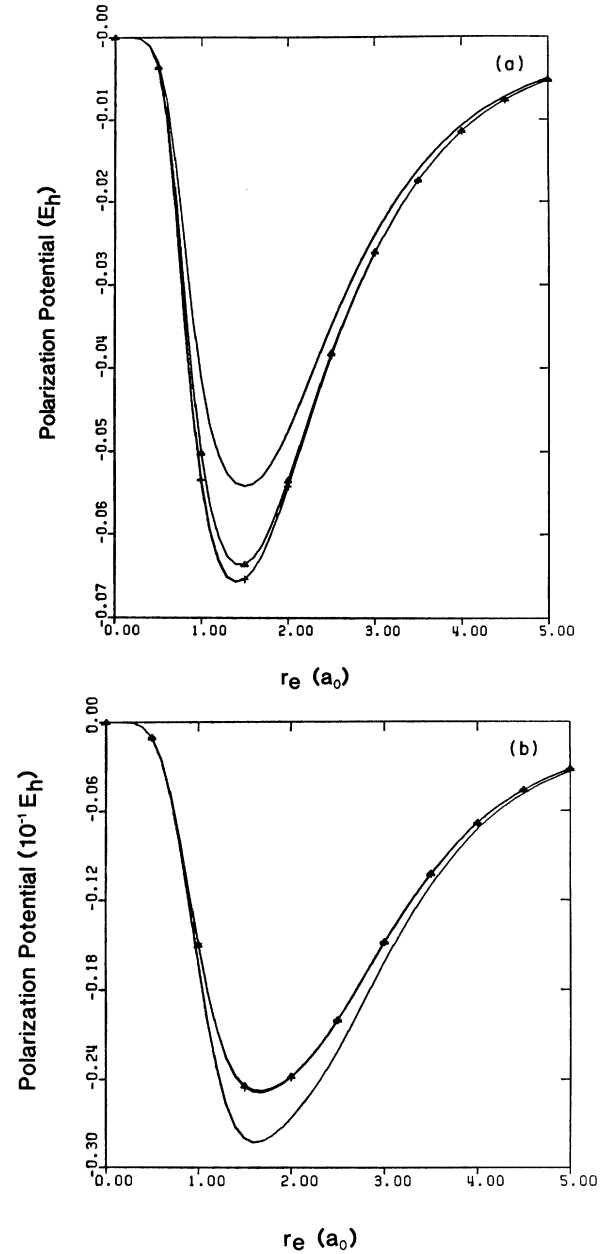 -0.00
(a)
-0.01
-0.02
-0.03
-0.04
-0.05
-0.06
-0.07
Polarization Potential (Eh)
0.00 1.00 2.00 3.00 4.00 5.00
re (a0)
0.00
(b)
-0.06
-0.12
-0.18
-0.24
-0.30
Polarization Potential (10⁻¹ Eh)
0.00 1.00 2.00 3.00 4.00 5.00
re (a0)